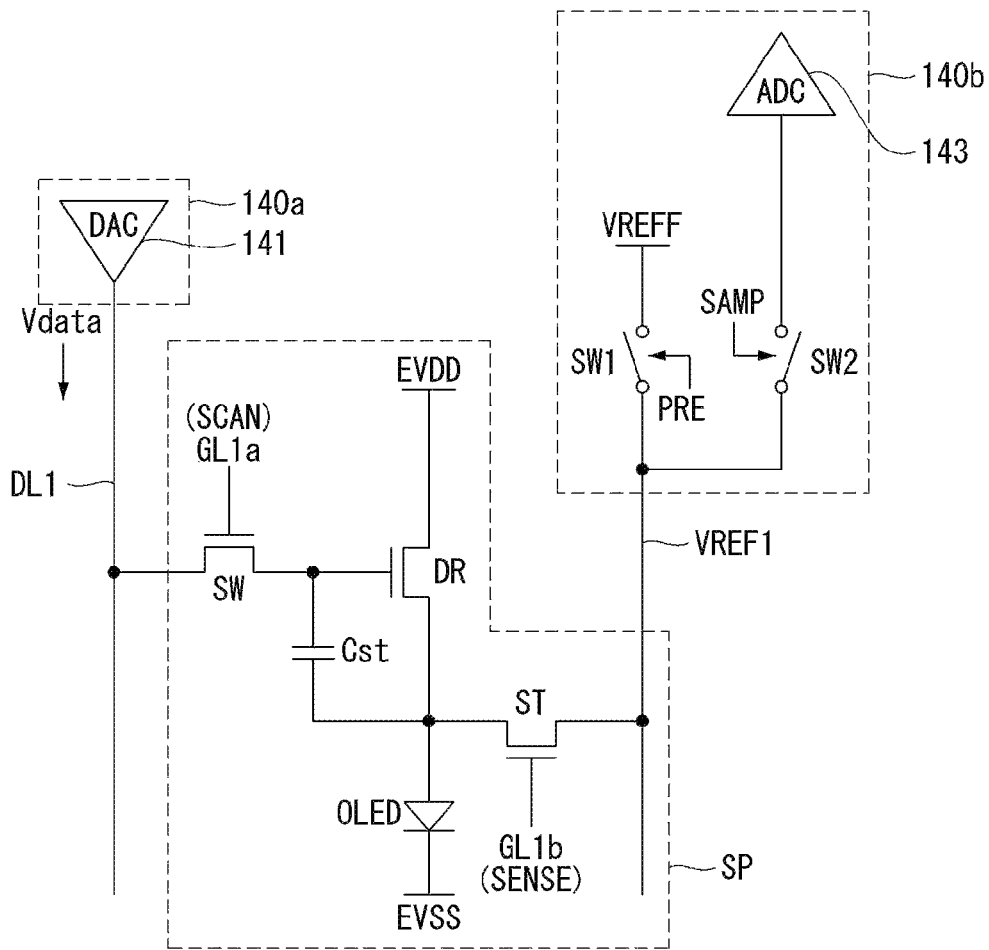 ADC
140b
143
DAC
140a
141
VREFF
Vdata
SAMP
SW1
SW2
PRE
EVDD
(SCAN)
GL1a
DL1
VREF1
SW
DR
Cst
ST
OLED
GL1b
(SENSE)
SP
EVSS